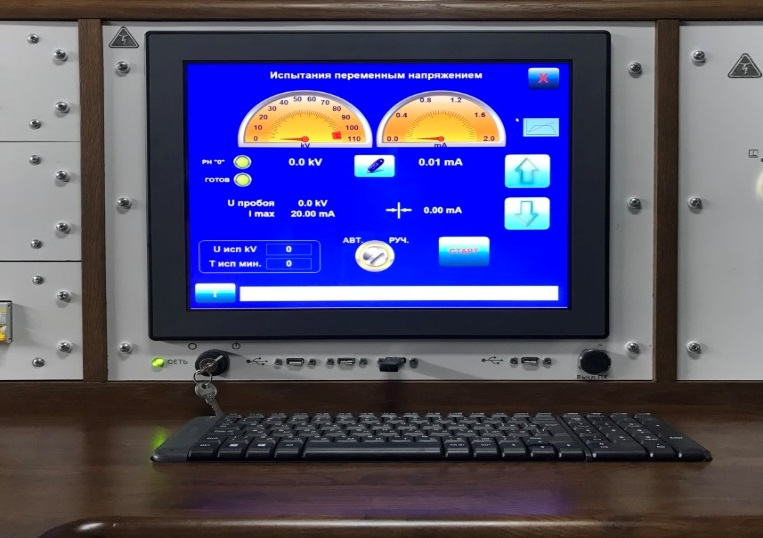 Испытания переменным напряжением
X
0 10 20 30 40 50 60 70 80 90 100 110
kV
0.0 0.4 0.8 1.2 1.6 2.0
mA
РН "0"
0.0 kV
0.01 mA
ГОТОВ
U пробоя 0.0 kV
I max 20.00 mA
0.00 mA
U исп kV 0
T исп мин. 0
АВТ. РУЧ.
СТАРТ
СЕТЬ